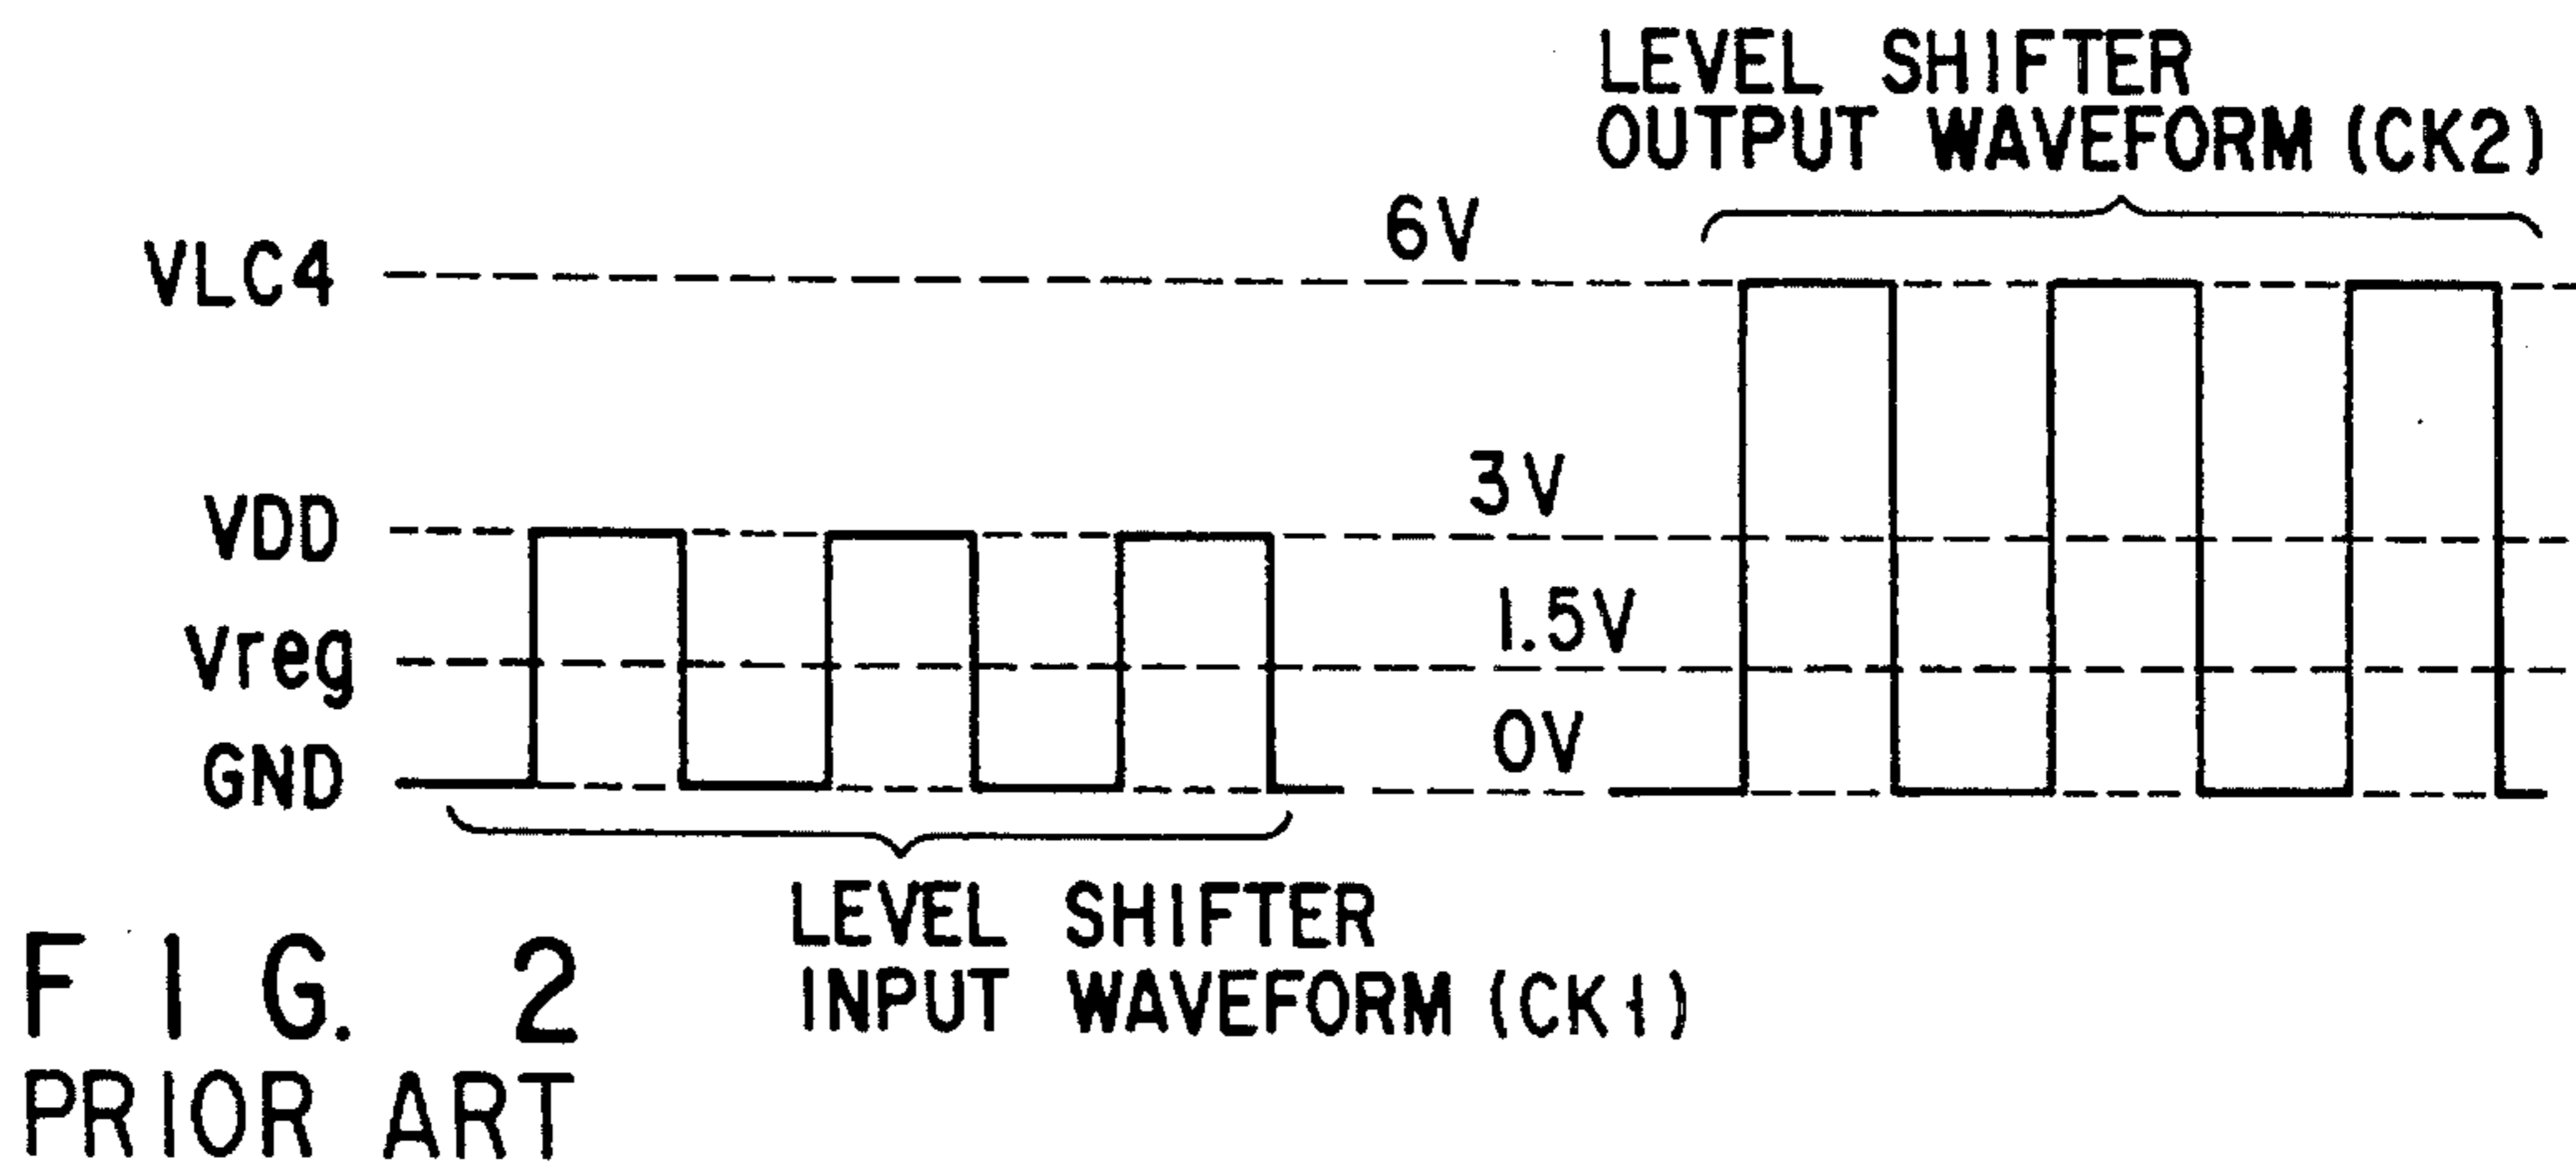 LEVEL SHIFTER
OUTPUT WAVEFORM (CK2)
6V
VLC4
3V
VDD
1.5V
Vreg
0V
GND
LEVEL SHIFTER
INPUT WAVEFORM (CK1)
FIG. 2
PRIOR ART